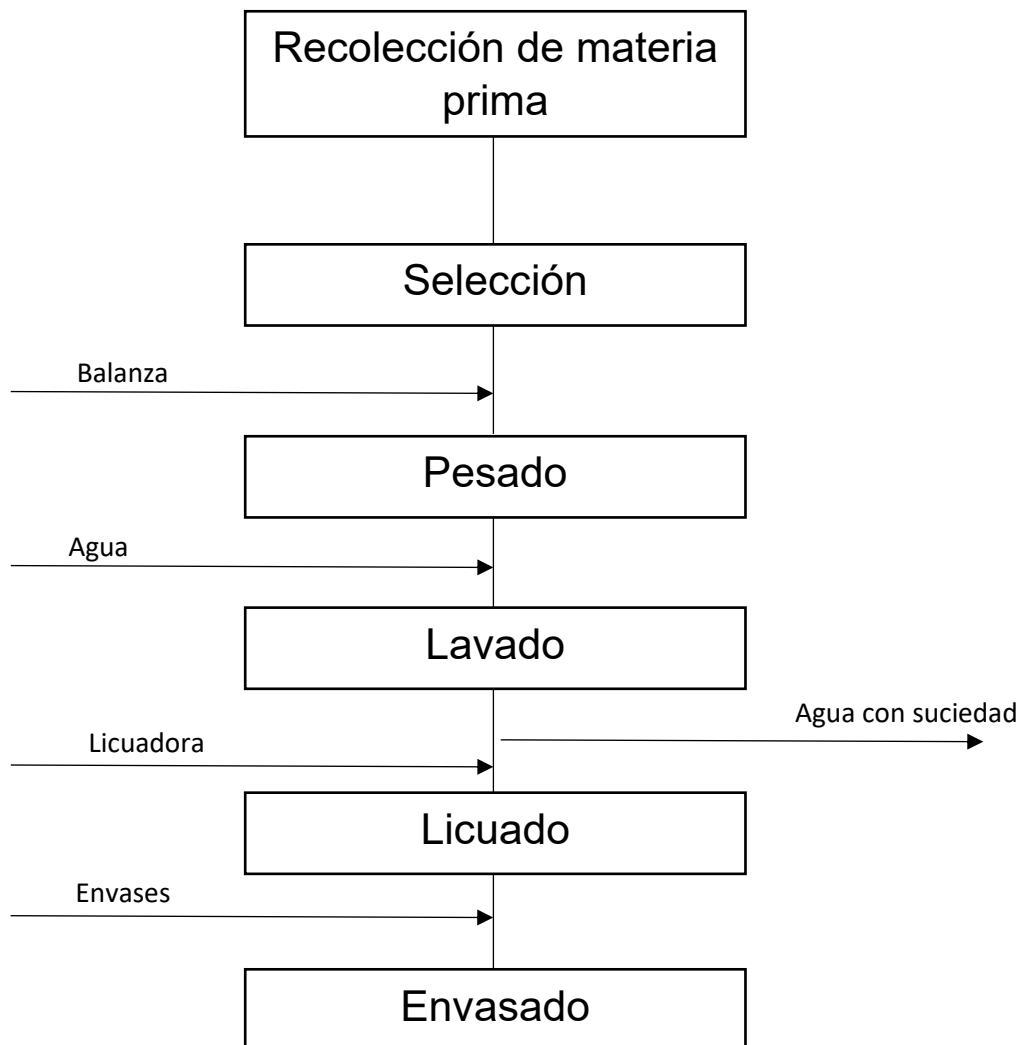 Recolección de materia
prima
Selección
Balanza
Pesado
Agua
Lavado
Agua con suciedad
Licuadora
Licuado
Envases
Envasado